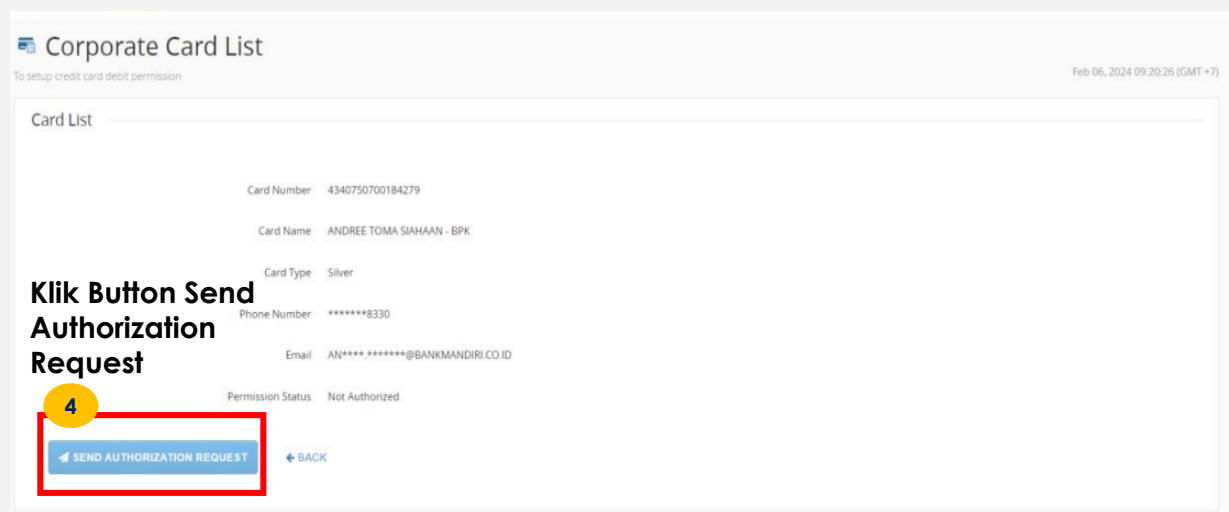 Corporate Card List
To setup credit card debit permission
Feb 06, 2024 09:20:26 (GMT +7)
Card List
Card Number 4340750700184279
Card Name ANDREE TOMA SIAHAAN - BPK
Card Type Silver
Klik Button Send
Authorization
Request
Phone Number *******8330
Email AN****.*******@BANKMANDIRI.CO.ID
Permission Status Not Authorized
4
SEND AUTHORIZATION REQUEST
BACK